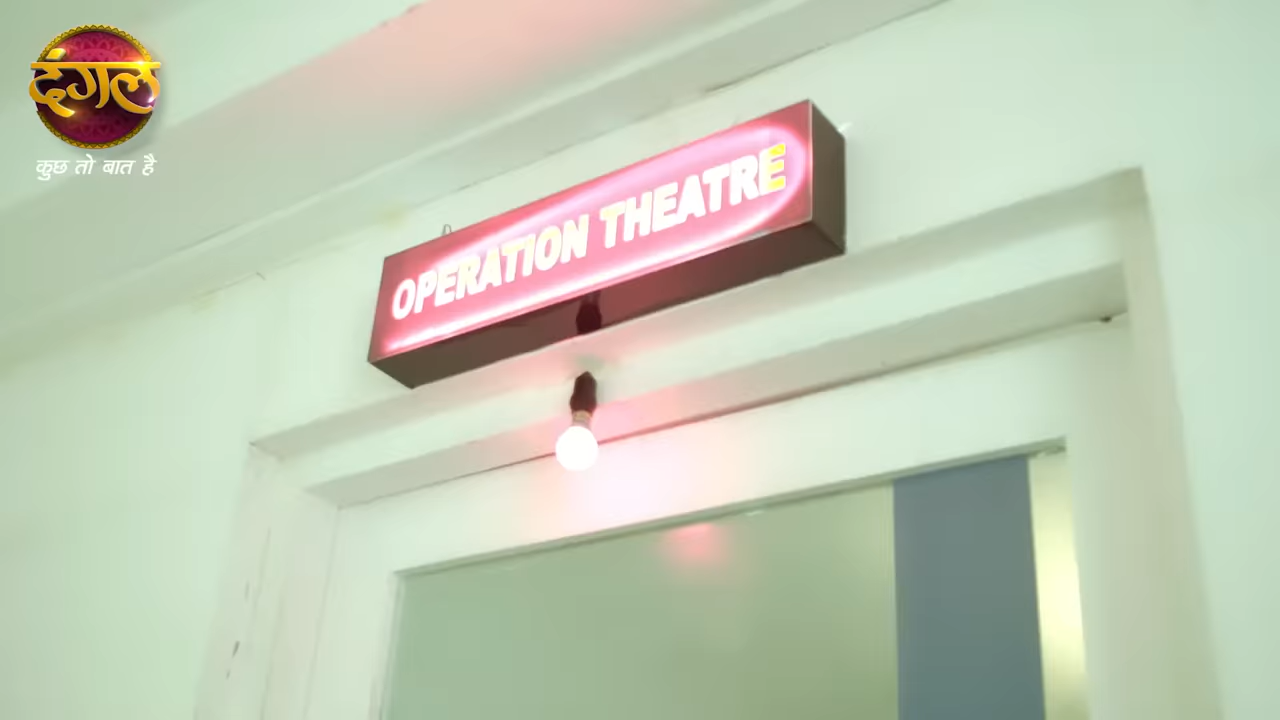 दंगल
कुछ तो बात है
OPERATION THEATRE